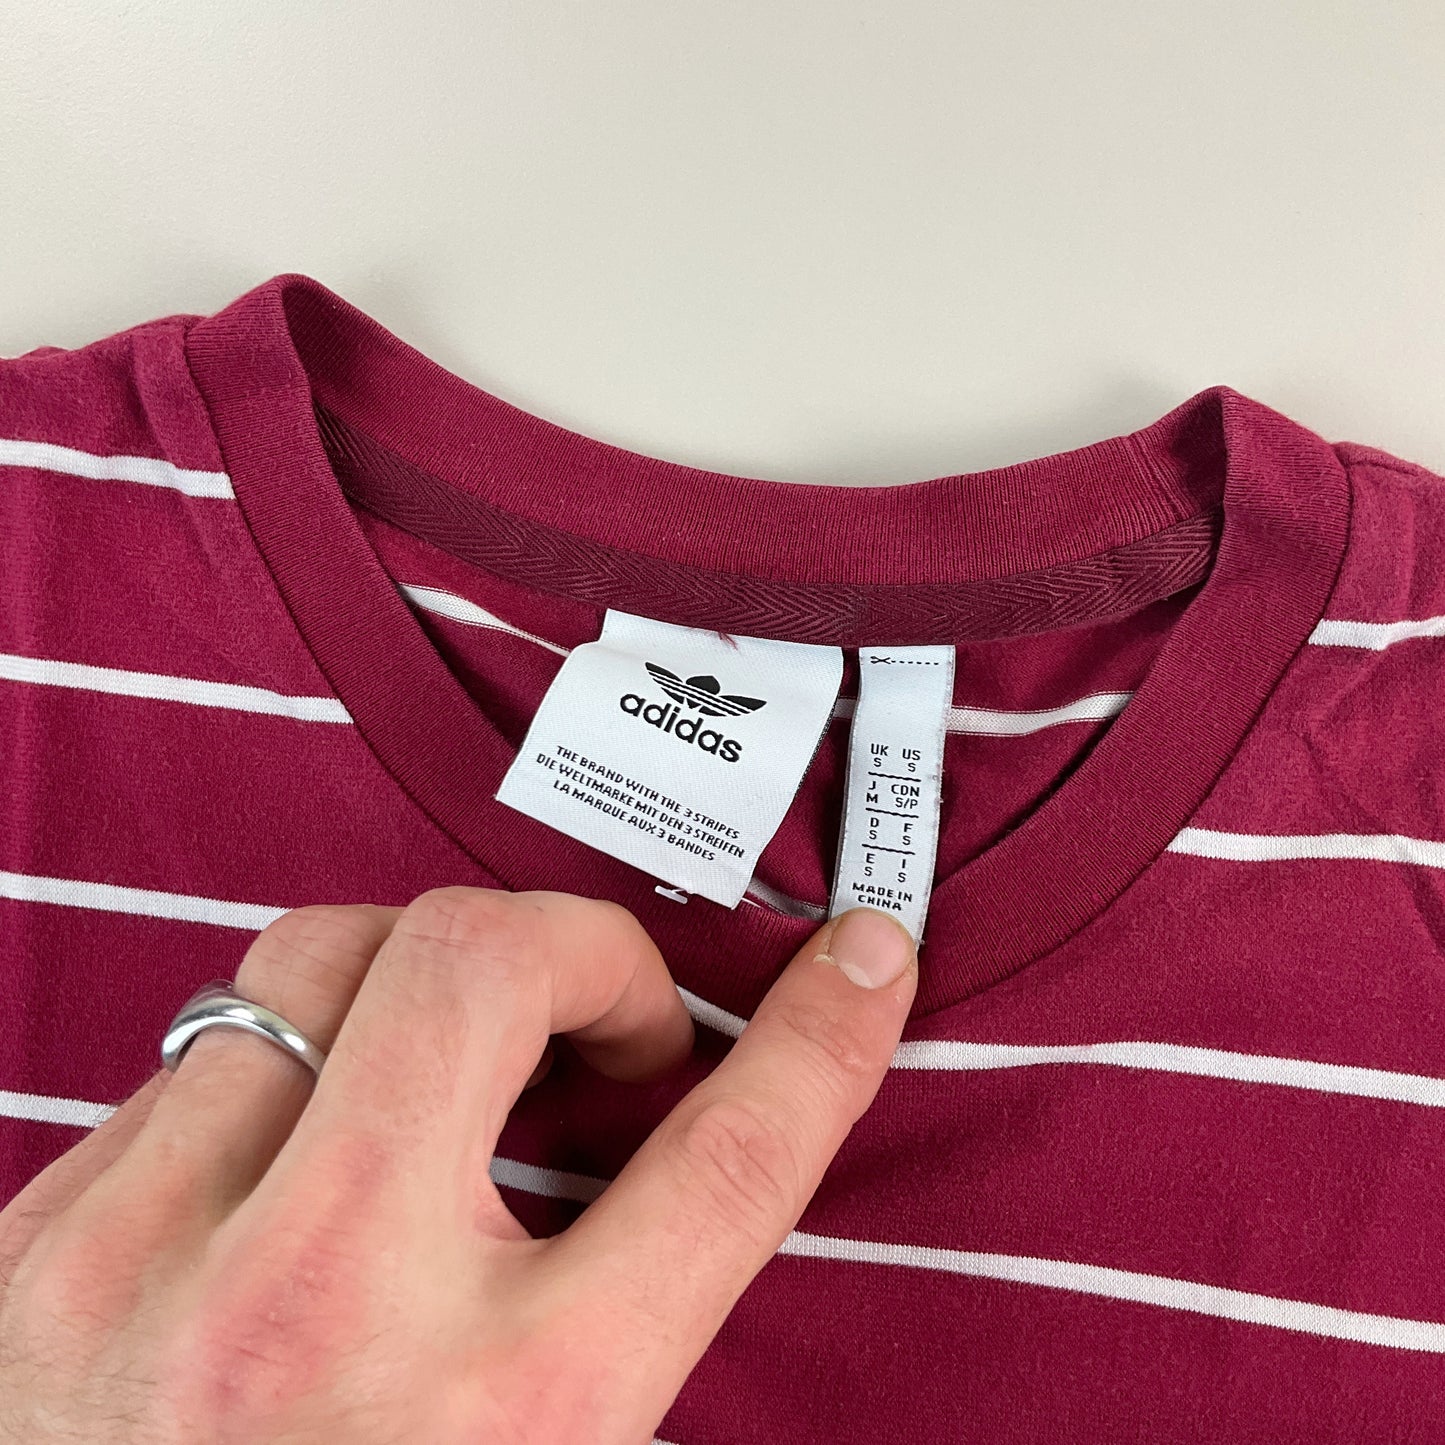 adidas
THE BRAND WITH THE 3 STRIPES
DIE WELTMARKE MIT DEN 3 STREIFEN
LA MARQUE AUX 3 BANDES
UK US
S S
J CDN
M S/P
D F
S S
E I
S S
MADE IN
CHINA